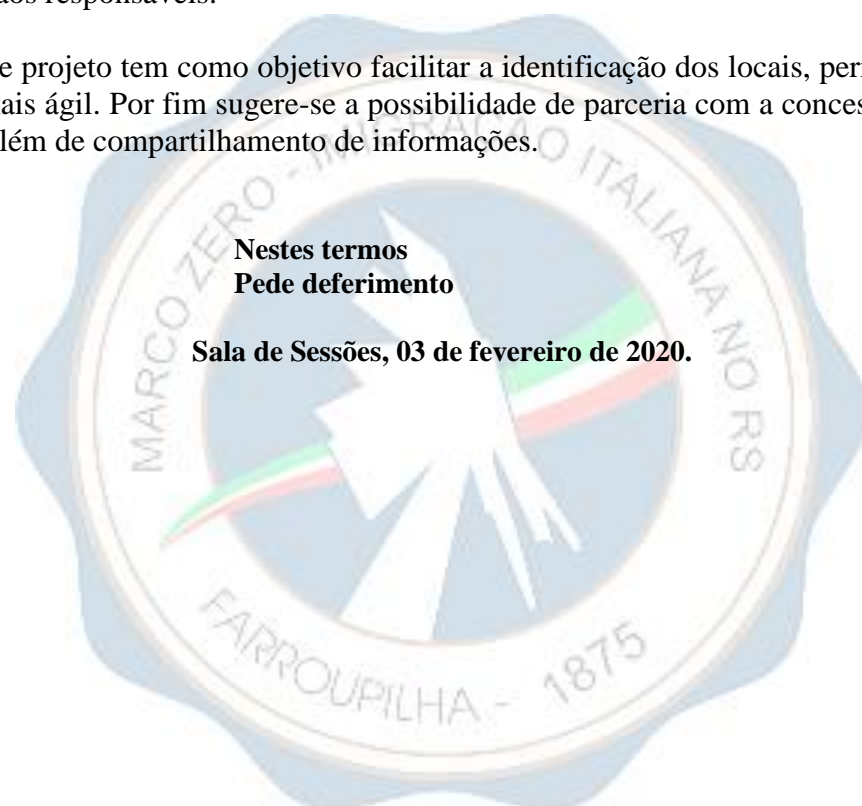 aos responsáveis.
e projeto tem como objetivo facilitar a identificação dos locais, per
ais ágil. Por fim sugere-se a possibilidade de parceria com a conces
lém de compartilhamento de informações.
MARCO ZERO - IMIGRAÇÃO ITALIANA NO RS
Nestes termos
Pede deferimento
Sala de Sessões, 03 de fevereiro de 2020.
FARROUPILHA - 1875